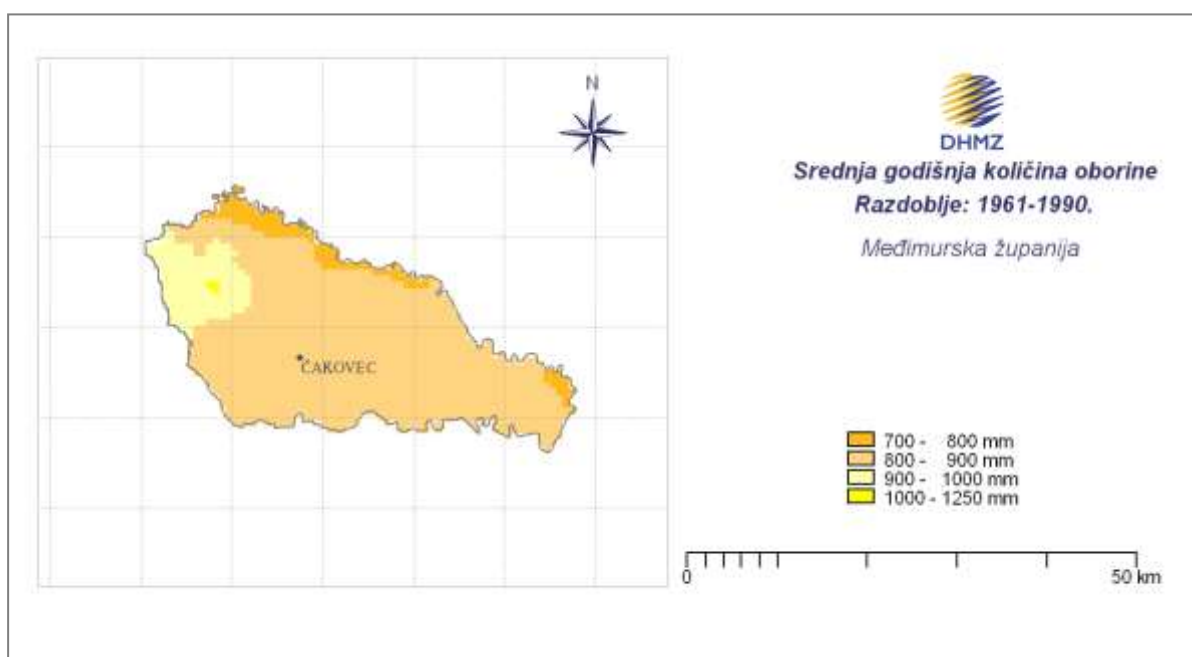 N
DHMZ
Srednja godišnja količina oborine
Razdoblje: 1961-1990.
Međimurska županija
ČAKOVEC
700 - 800 mm
800 - 900 mm
900 - 1000 mm
1000 - 1250 mm
0 50 km